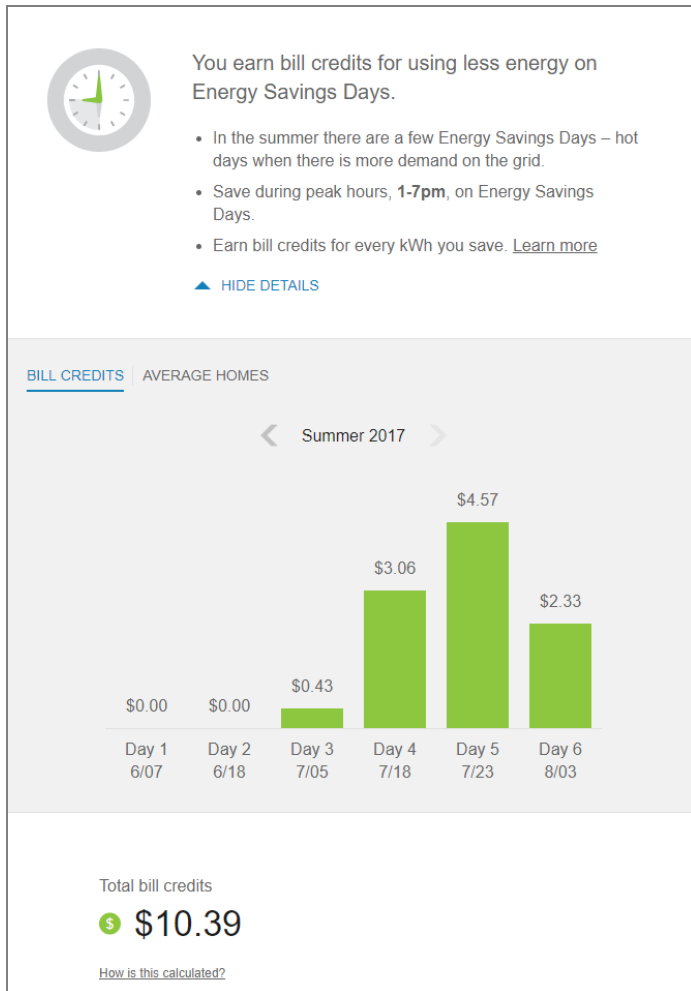 You earn bill credits for using less energy on
Energy Savings Days.
• In the summer there are a few Energy Savings Days – hot
days when there is more demand on the grid.
• Save during peak hours, 1-7pm, on Energy Savings
Days.
• Earn bill credits for every kWh you save. Learn more
HIDE DETAILS
BILL CREDITS AVERAGE HOMES
Summer 2017
$0.00 $0.00 $0.43 $3.06 $4.57 $2.33
Day 1 Day 2 Day 3 Day 4 Day 5 Day 6
6/07 6/18 7/05 7/18 7/23 8/03
Total bill credits
$ $10.39
How is this calculated?